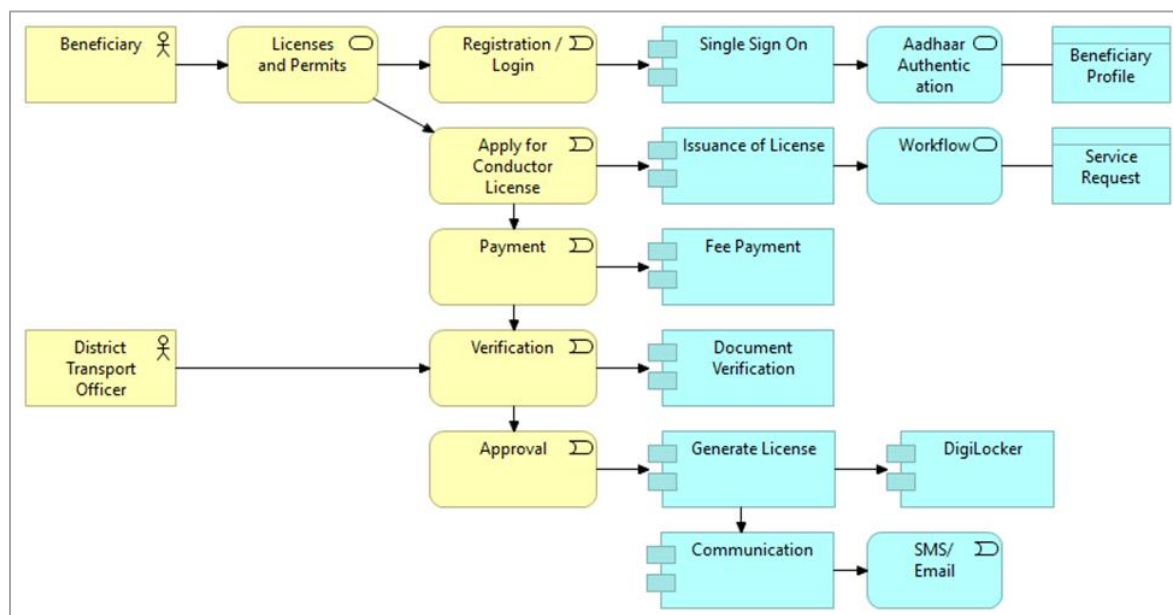 Beneficiary
Licenses
and Permits
Registration /
Login
Single Sign On
Aadhaar
Authentic
ation
Beneficiary
Profile
Apply for
Conductor
License
Issuance of License
Workflow
Service
Request
Payment
Fee Payment
District
Transport
Officer
Verification
Document
Verification
Approval
Generate License
DigiLocker
Communication
SMS/
Email